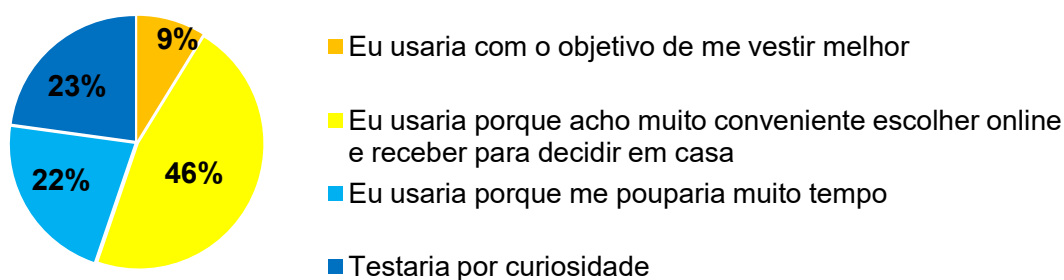 9%
23%
46%
22%
Eu usaria com o objetivo de me vestir melhor
Eu usaria porque acho muito conveniente escolher online
e receber para decidir em casa
Eu usaria porque me pouparia muito tempo
Testaria por curiosidade